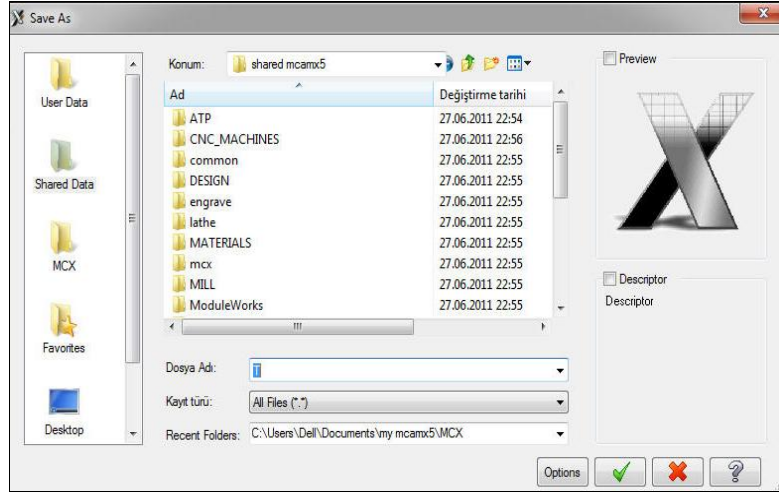 Save As
User Data
Shared Data
MCX
Favorites
Desktop
Konum: shared mcamx5
Ad Değiştirme tarihi
ATP 27.06.2011 22:54
CNC_MACHINES 27.06.2011 22:56
common 27.06.2011 22:55
DESIGN 27.06.2011 22:55
engrave 27.06.2011 22:55
lathe 27.06.2011 22:55
MATERIALS 27.06.2011 22:55
mcx 27.06.2011 22:55
MILL 27.06.2011 22:55
ModuleWorks 27.06.2011 22:55
Dosya Adı: T
Kayıt türü: All Files (*.*)
Recent Folders: C:\Users\Dell\Documents\my mcamx5\MCX
Preview
Descriptor
Descriptor
Options